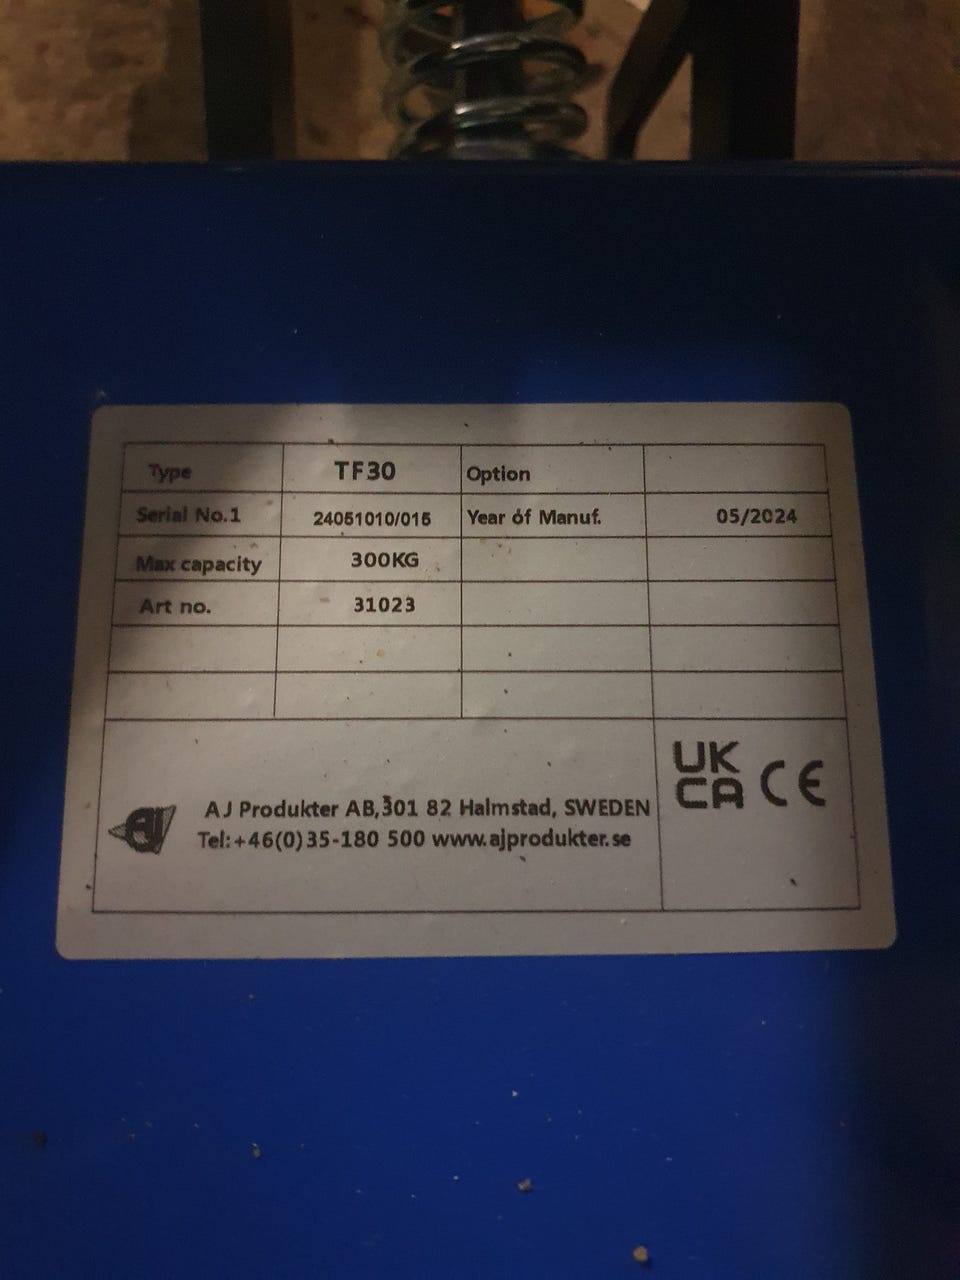 Type TF30 Option
Serial No.1 24051010/015 Year of Manuf. 05/2024
Max capacity 300KG
Art no. 31023
UK
CA CE
AJ AJ Produkter AB,301 82 Halmstad, SWEDEN
Tel:+46(0)35-180 500 www.ajprodukter.se